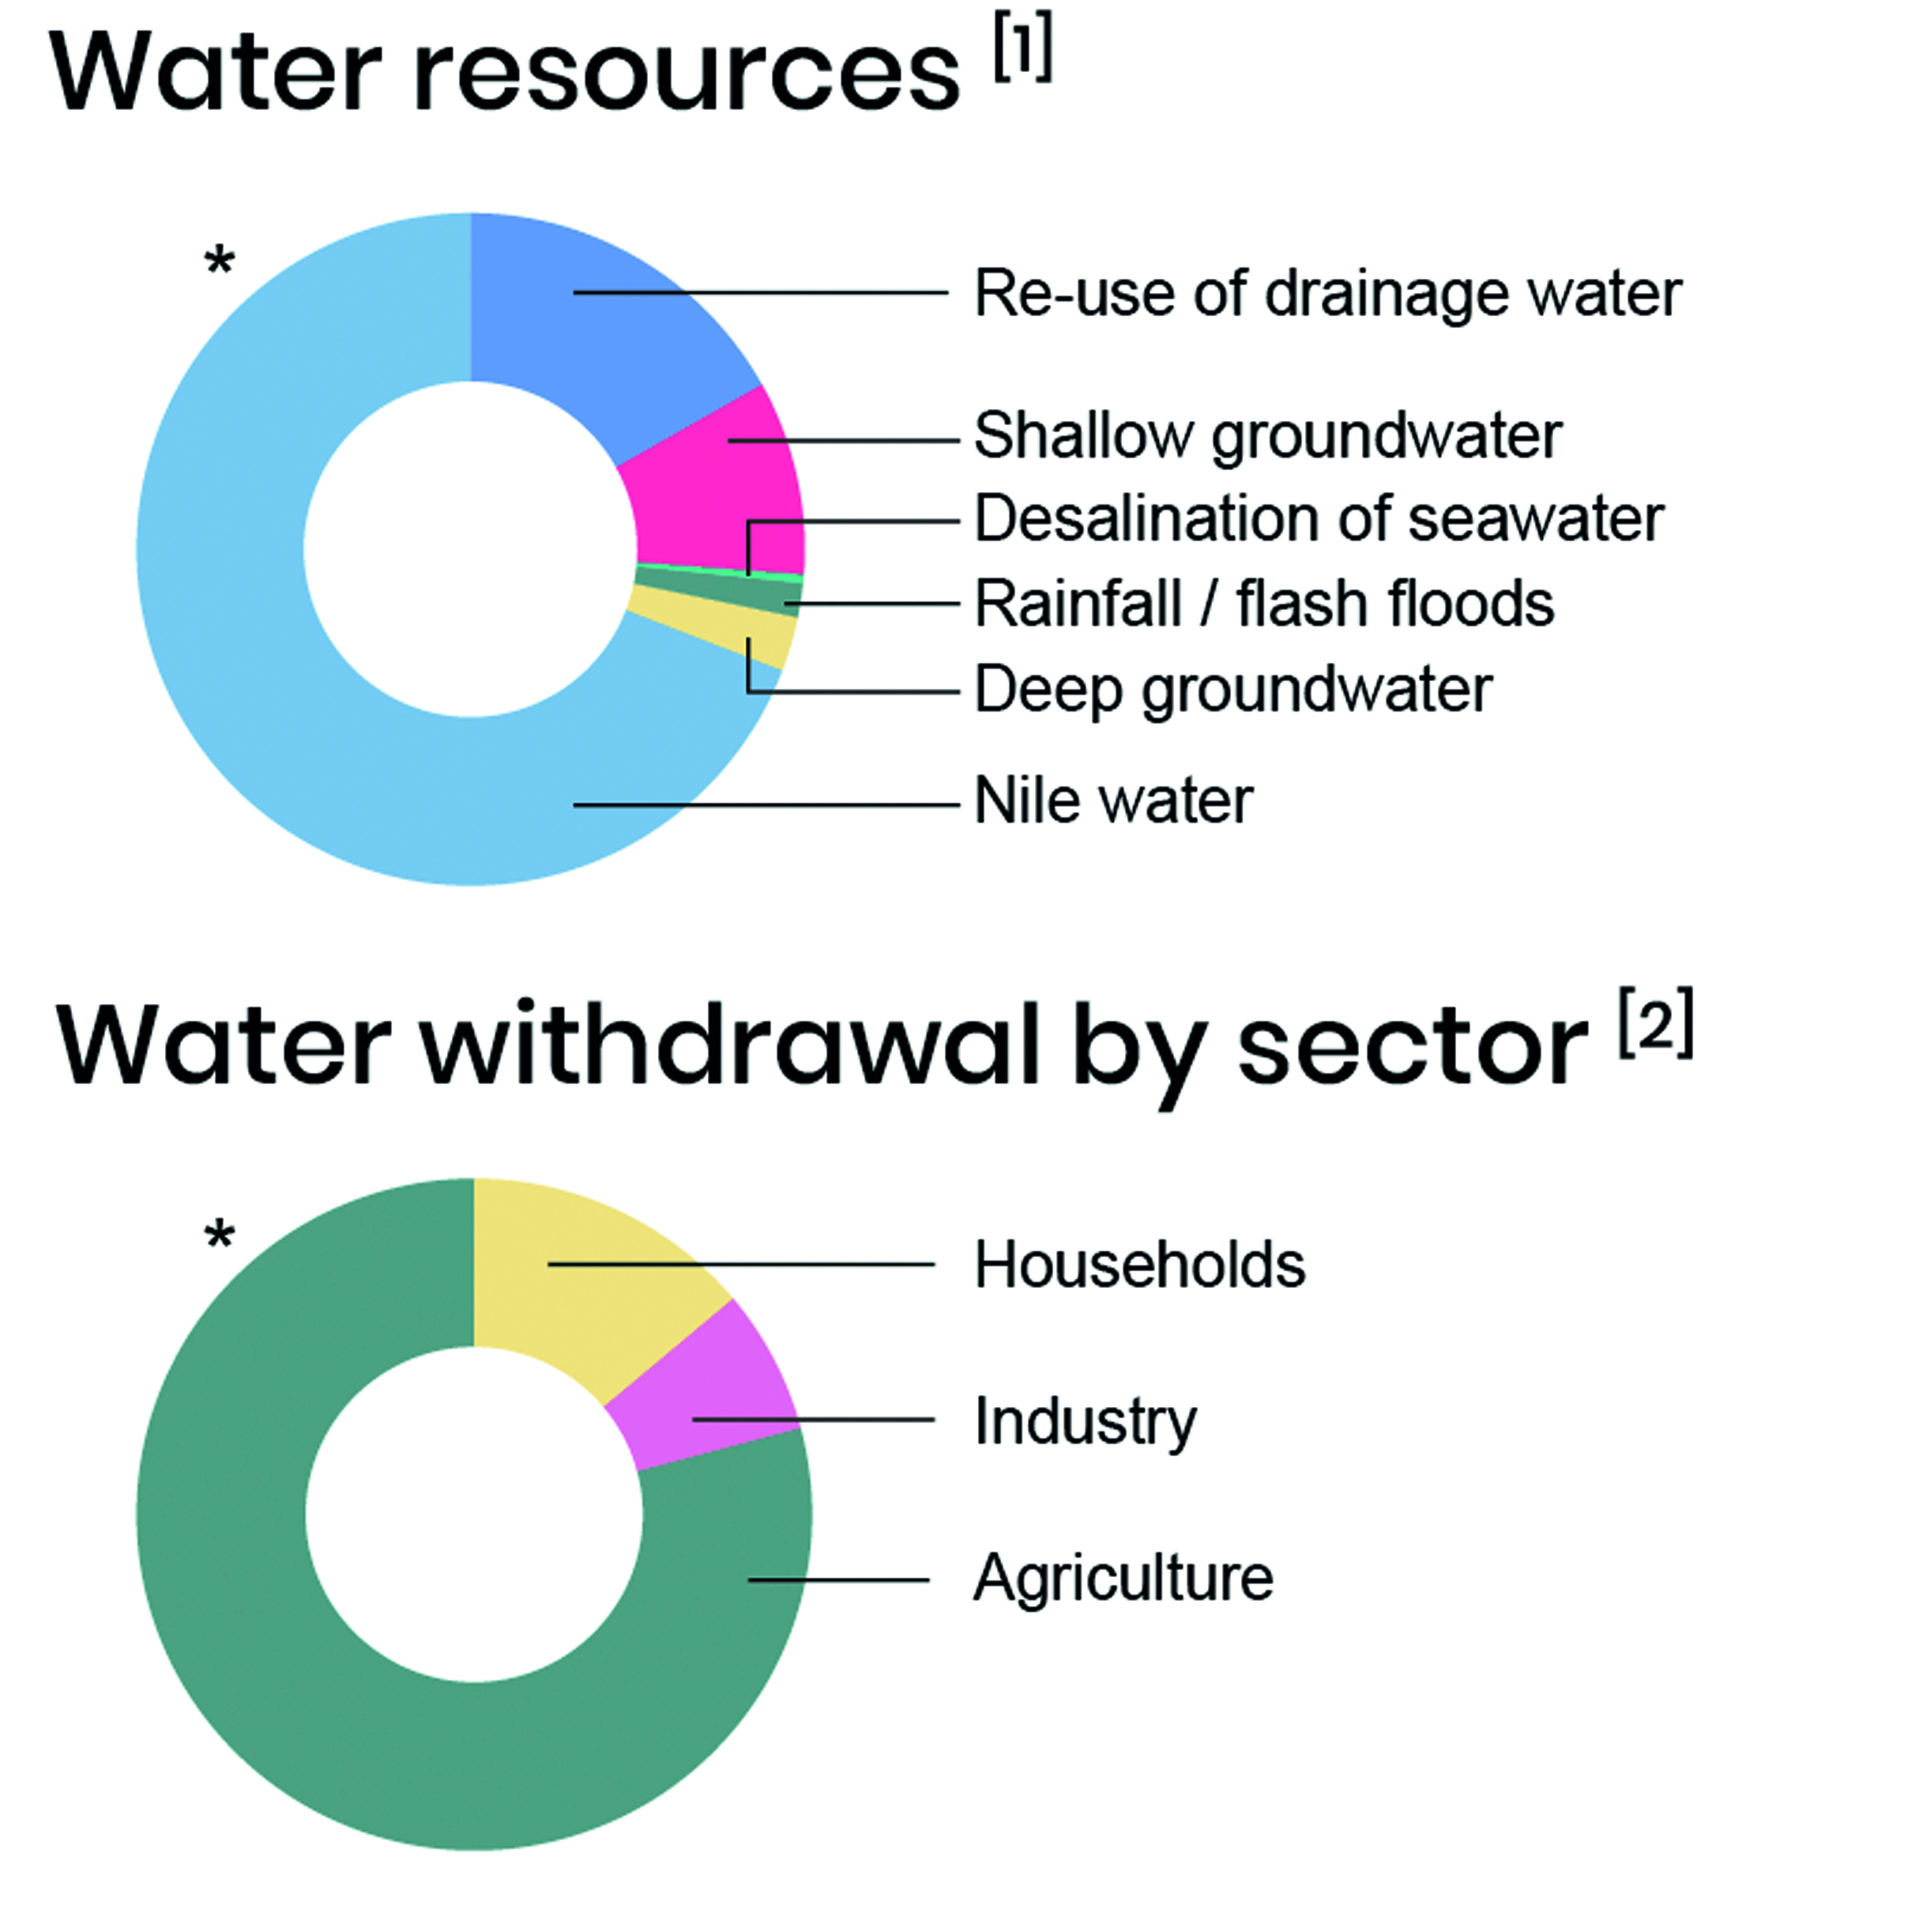 Water resources [1]
*
Re-use of drainage water
Shallow groundwater
Desalination of seawater
Rainfall / flash floods
Deep groundwater
Nile water
Water withdrawal by sector [2]
*
Households
Industry
Agriculture